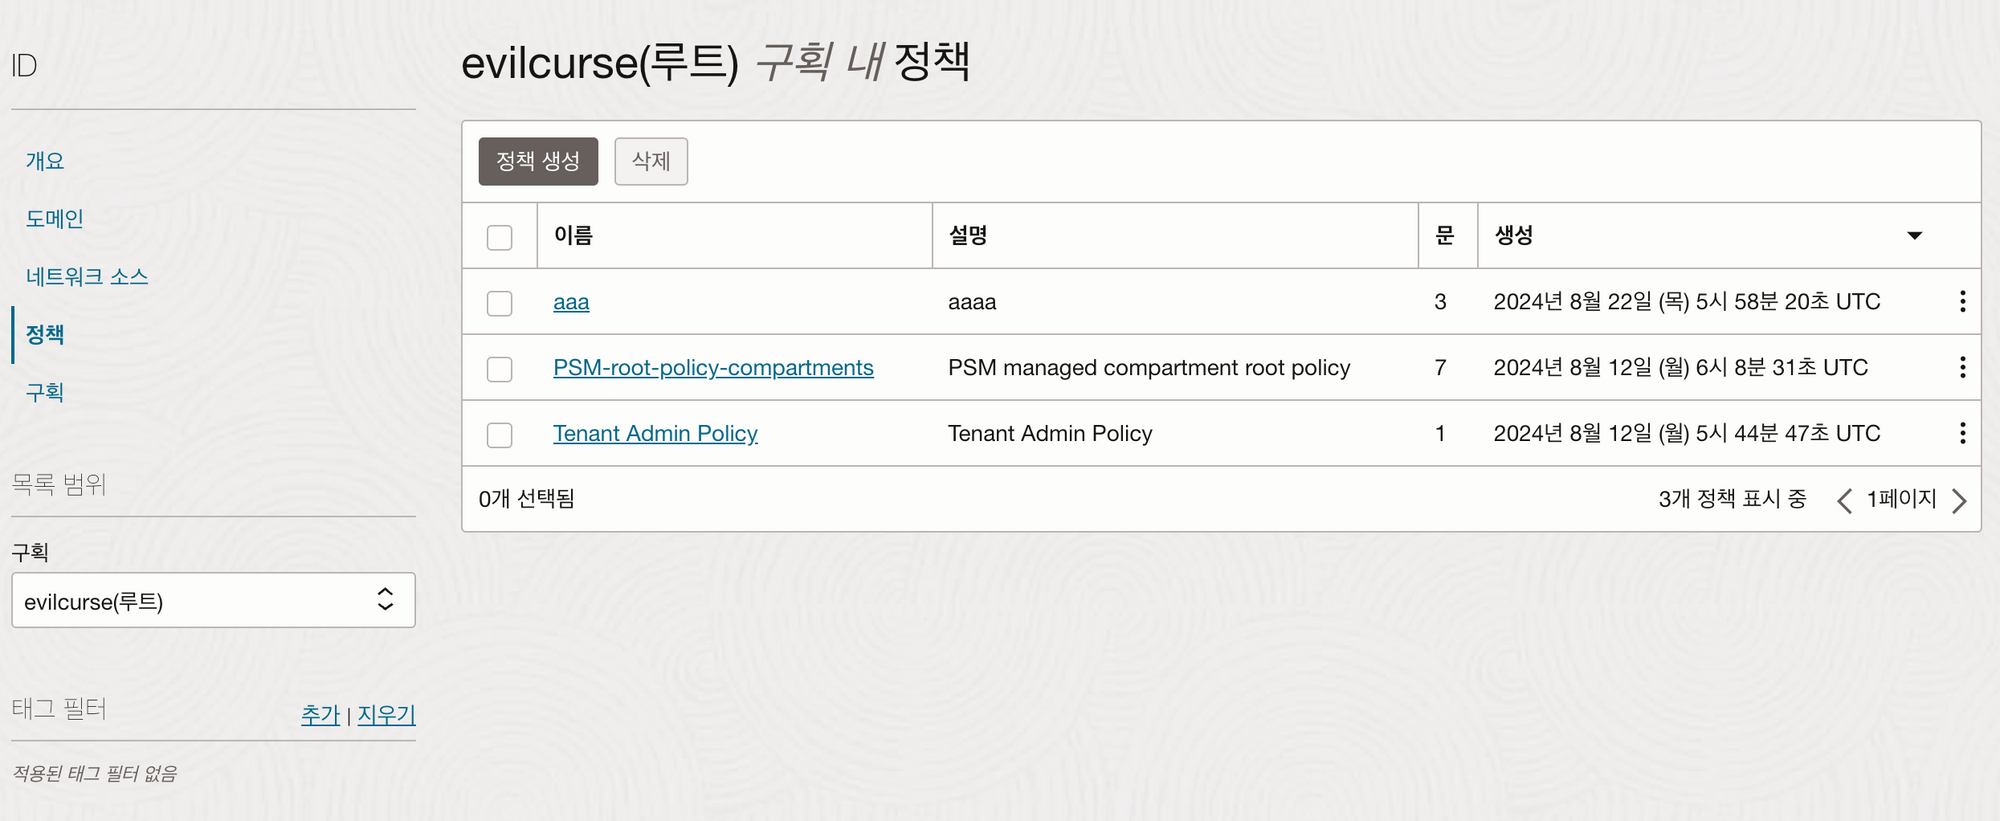 ID
개요
도메인
네트워크 소스
정책
구획
목록 범위
구획
evilcurse(루트)
태그 필터 추가 | 지우기
적용된 태그 필터 없음
evilcurse(루트) 구획 내 정책
정책 생성 삭제
이름 설명 문 생성
aaa aaaa 3 2024년 8월 22일 (목) 5시 58분 20초 UTC
PSM-root-policy-compartments PSM managed compartment root policy 7 2024년 8월 12일 (월) 6시 8분 31초 UTC
Tenant Admin Policy Tenant Admin Policy 1 2024년 8월 12일 (월) 5시 44분 47초 UTC
0개 선택됨 3개 정책 표시 중 1페이지